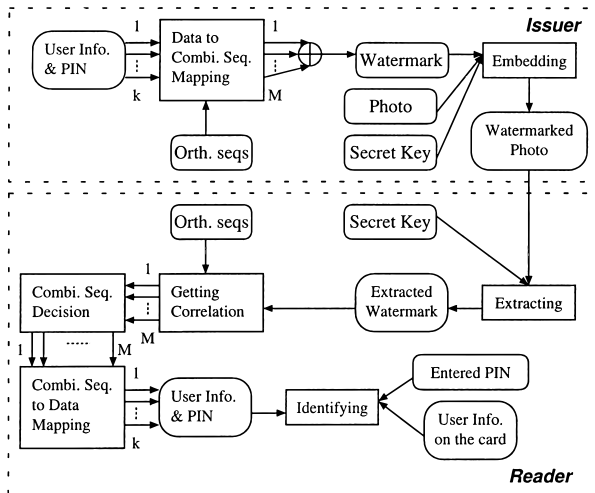 Issuer
User Info.
& PIN
1
k
Data to
Combi. Seq.
Mapping
1
M
Watermark
Embedding
Photo
Secret Key
Orth. seqs
Watermarked
Photo
Orth. seqs
Secret Key
Combi. Seq.
Decision
1
M
Getting
Correlation
Extracted
Watermark
Extracting
1
M
Combi. Seq.
to Data
Mapping
1
k
User Info.
& PIN
Identifying
Entered PIN
User Info.
on the card
Reader